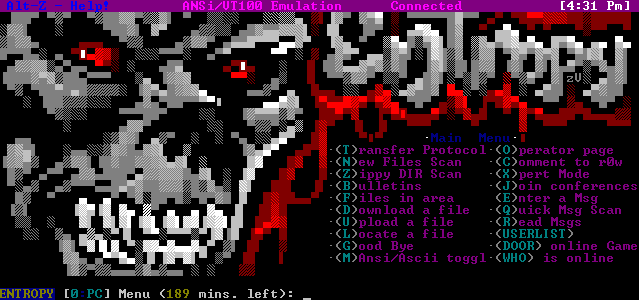 Alt-Z - Help! ANSi/VT100 Emulation Connected [4:31 Pm]
zV
Main Menu
(T)ransfer Protocol (O)perator page
(N)ew Files Scan (C)omment to r0w
(Z)ippy DIR Scan (X)pert Mode
(B)ulletins (J)oin conferences
(F)iles in area (E)nter a Msg
(D)ownload a file (Q)uick Msg Scan
(U)pload a file (R)ead Msgs
(L)ocate a file (USERLIST)
(G)ood Bye (DOOR) online Game
(M)Ansi/Ascii toggl (WHO) is online
ENTROPY [0:PC] Menu (189 mins. left): _